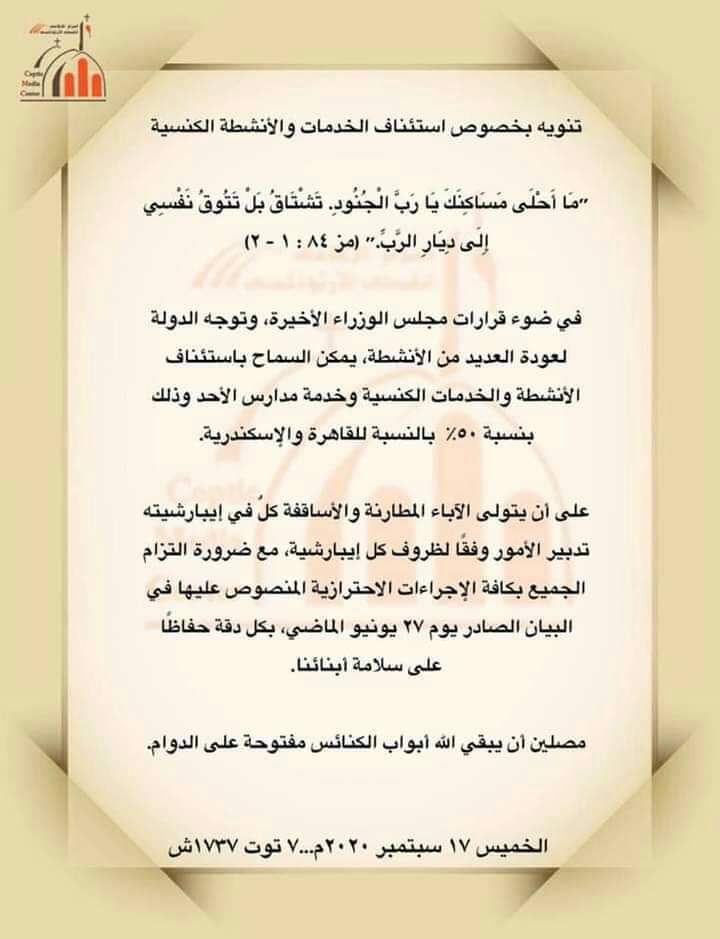 المركز الإعلامي
القبطي الأرثوذكسي
Coptic
Media
Center
تنويه بخصوص استئناف الخدمات والأنشطة الكنسية
"مَا أَحْلَى مَسَاكِنَكَ يَا رَبَّ الْجُنُودِ. تَشْتَاقُ بَلْ تَتُوقُ نَفْسِي
إِلَى دِيَارِ الرَّبِّ." (مز ٨٤ : ١ - ٢)
في ضوء قرارات مجلس الوزراء الأخيرة، وتوجه الدولة
لعودة العديد من الأنشطة، يمكن السماح باستئناف
الأنشطة والخدمات الكنسية وخدمة مدارس الأحد وذلك
بنسبة ٥٠٪ بالنسبة للقاهرة والإسكندرية.
على أن يتولى الآباء المطارنة والأساقفة كلٌ في إيبارشيته
تدبير الأمور وفقًا لظروف كل إيبارشية، مع ضرورة التزام
الجميع بكافة الإجراءات الاحترازية المنصوص عليها في
البيان الصادر يوم ٢٧ يونيو الماضي، بكل دقة حفاظًا
على سلامة أبنائنا.
مصلين أن يبقي الله أبواب الكنائس مفتوحة على الدوام.
الخميس ١٧ سبتمبر ٢٠٢٠م...٧ توت ١٧٣٧ش